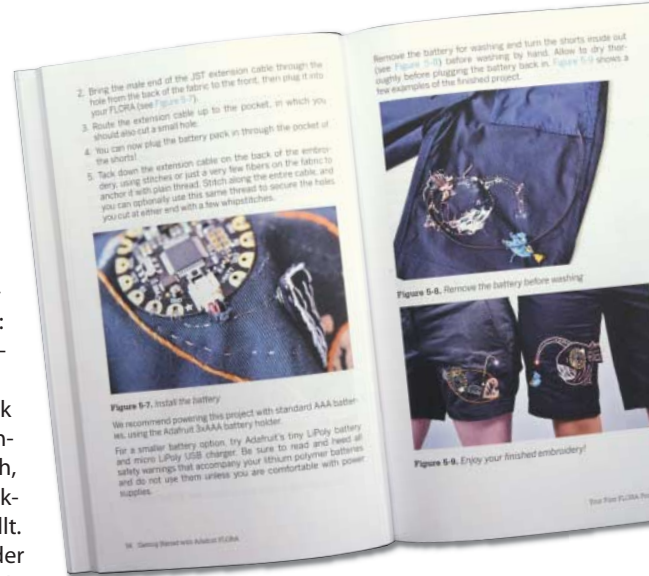 :
-
k
n-
h,
k-
llt.
der
2. Bring the male end of the JST extension cable through the
hole from the back of the fabric to the front, then plug it into
your FLORA (see Figure 5-7).
3. Route the extension cable up to the pocket, in which you
should also cut a small hole.
4. You can now plug the battery pack in through the pocket of
the shorts!
5. Tack down the extension cable on the back of the embroi-
dery, using stitches or just a very few fibers on the fabric to
anchor it with plain thread. Stitch along the entire cable, and
you can optionally use this same thread to secure the holes
you cut at either end with a few whipstitches.
Figure 5-7. Install the battery
We recommend powering this project with standard AAA batter-
ies, using the Adafruit 3xAAA battery holder.
For a smaller battery option, try Adafruit's tiny LiPoly battery
and micro LiPoly USB charger. Be sure to read and heed all
safety warnings that accompany your lithium polymer batteries
and do not use them unless you are comfortable with power
supplies.
Getting Started with Adafruit FLORA
Remove the battery for washing and turn the shorts inside out
(see Figure 5-8) before washing by hand. Allow to dry thor-
oughly before plugging the battery back in. Figure 5-9 shows a
few examples of the finished project.
Figure 5-8. Remove the battery before washing
Figure 5-9. Enjoy your finished embroidery!
FLORA